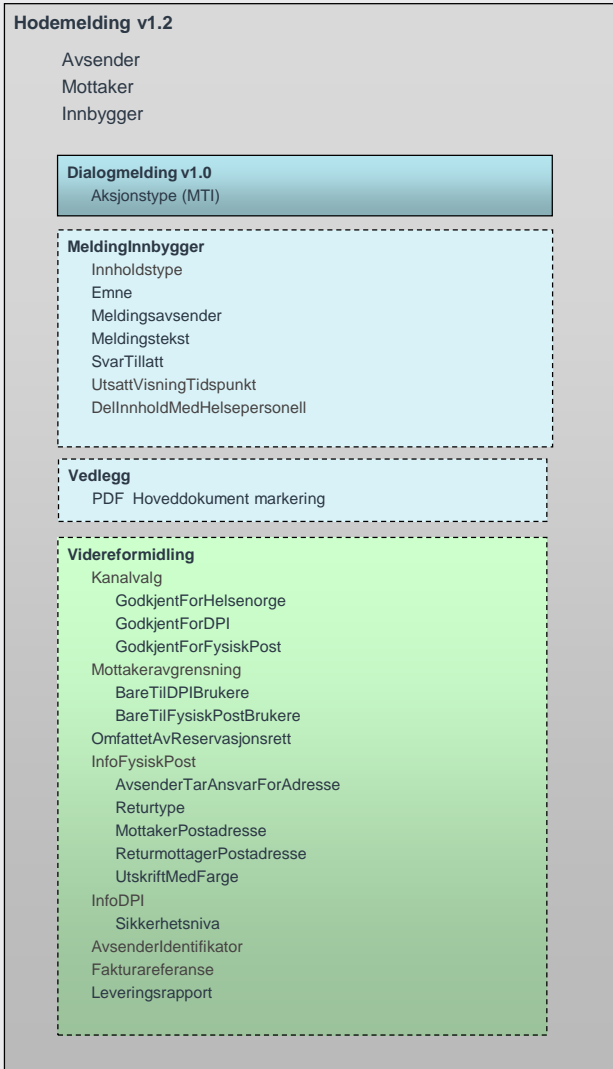 Hodemelding v1.2
Avsender
Mottaker
Innbygger
Dialogmelding v1.0
Aksjonstype (MTI)
MeldingInnbygger
Innholdstype
Emne
Meldingsavsender
Meldingstekst
SvarTillatt
UtsattVisningTidspunkt
DelInnholdMedHelsepersonell
Vedlegg
PDF Hoveddokument markering
Videreformidling
Kanalvalg
GodkjentForHelsenorge
GodkjentForDPI
GodkjentForFysiskPost
Mottakeravgrensning
BareTilDPIBrukere
BareTilFysiskPostBrukere
OmfattetAvReservasjonsrett
InfoFysiskPost
AvsenderTarAnsvarForAdresse
Returtype
MottakerPostadresse
ReturmottagerPostadresse
UtskriftMedFarge
InfoDPI
Sikkerhetsniva
AvsenderIdentifikator
Fakturareferanse
Leveringsrapport